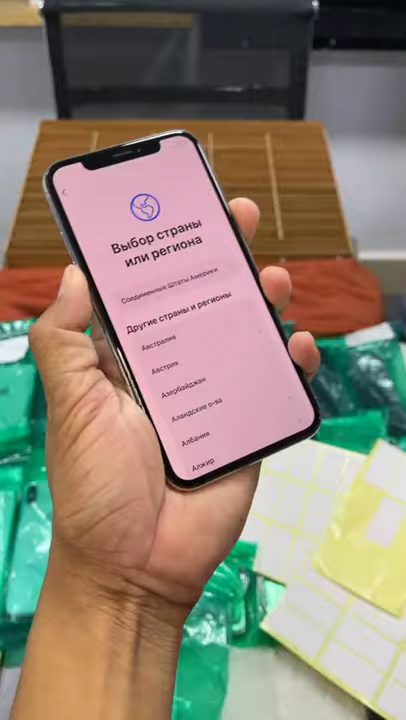 Выбор страны
или региона
Соединенные Штаты Америки
Другие страны и регионы
Австралия
Австрия
Азербайджан
Аландские о-ва
Албания
Алжир